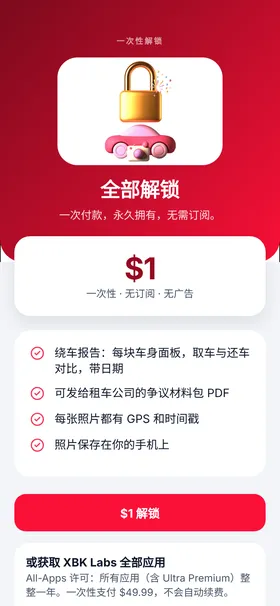 一次性解锁
全部解锁
一次付款，永久拥有，无需订阅。
$1
一次性 · 无订阅 · 无广告
绕车报告：每块车身面板，取车与还车
对比，带日期
可发给租车公司的争议材料包 PDF
每张照片都有 GPS 和时间戳
照片保存在你的手机上
$1 解锁
或获取 XBK Labs 全部应用
All-Apps 许可：所有应用（含 Ultra Premium）整
整一年。一次性支付 $49.99，不会自动续费。